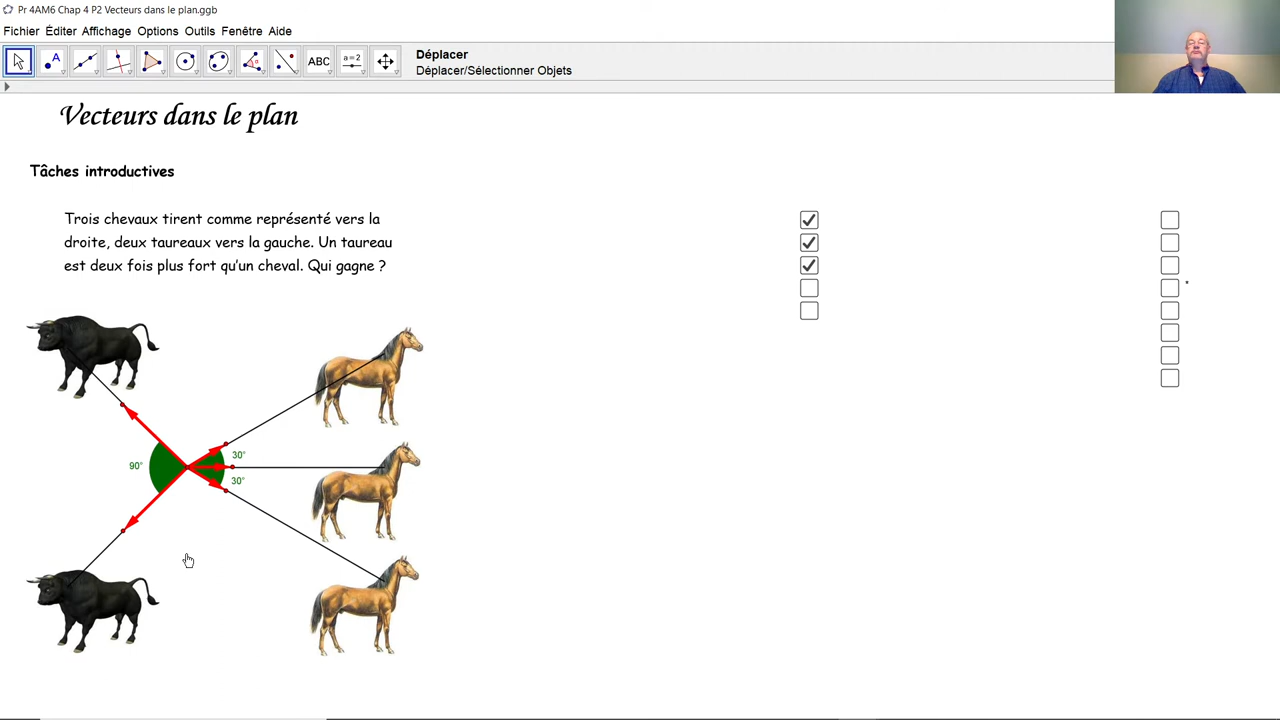 Pr 4AM6 Chap 4 P2 Vecteurs dans le plan.ggb
Fichier Éditer Affichage Options Outils Fenêtre Aide
A
ABC
a=2
Déplacer
Déplacer/Sélectionner Objets
Vecteurs dans le plan
Tâches introductives
Trois chevaux tirent comme représenté vers la
droite, deux taureaux vers la gauche. Un taureau
est deux fois plus fort qu'un cheval. Qui gagne ?
30°
90°
30°